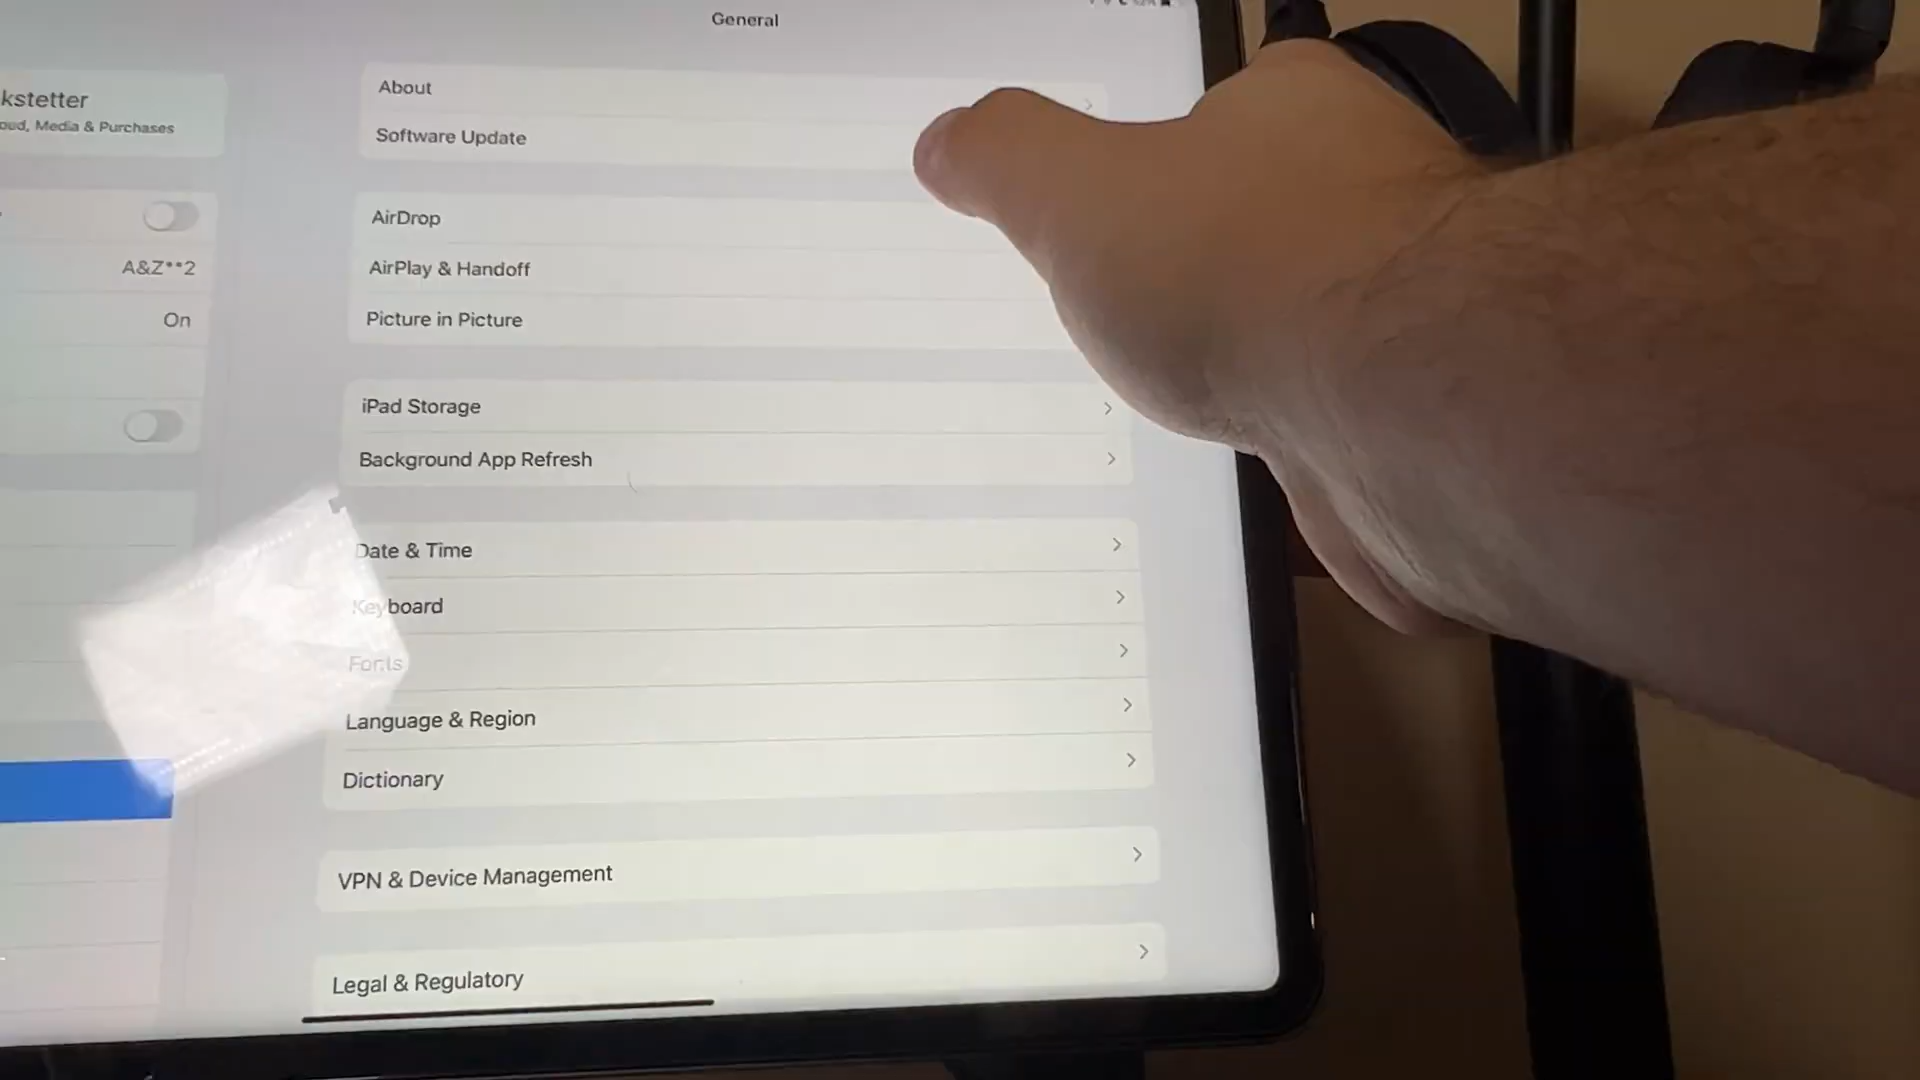 General
kstetter
oud, Media & Purchases
A&Z**2
On
About
Software Update
AirDrop
AirPlay & Handoff
Picture in Picture
iPad Storage
Background App Refresh
Date & Time
Keyboard
Fonts
Language & Region
Dictionary
VPN & Device Management
Legal & Regulatory